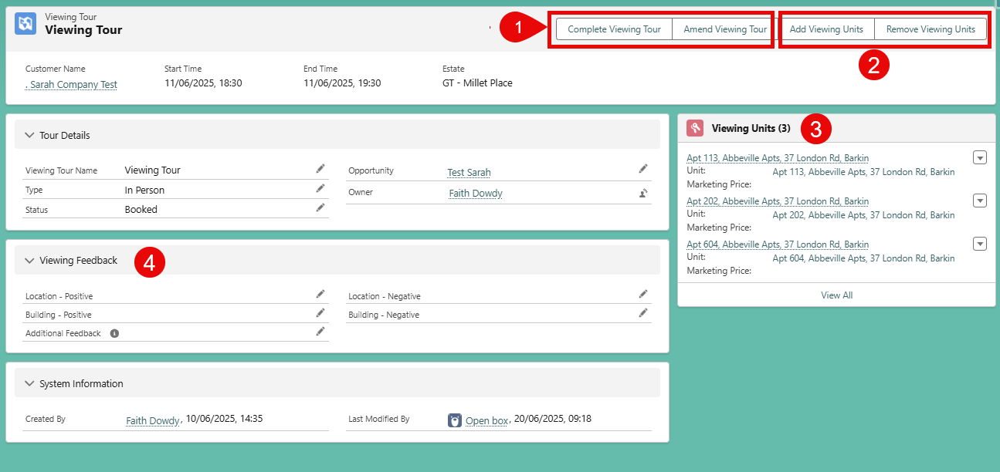 Viewing Tour
Viewing Tour
1
Complete Viewing Tour
Amend Viewing Tour
Add Viewing Units
Remove Viewing Units
2
Customer Name
Start Time
End Time
Estate
. Sarah Company Test
11/06/2025, 18:30
11/06/2025, 19:30
GT - Millet Place
Tour Details
Viewing Tour Name
Viewing Tour
Opportunity
Test Sarah
Type
In Person
Owner
Faith Dowdy
Status
Booked
Viewing Feedback
4
Location - Positive
Location - Negative
Building - Positive
Building - Negative
Additional Feedback
System Information
Created By
Faith Dowdy, 10/06/2025, 14:35
Last Modified By
Open box, 20/06/2025, 09:18
Viewing Units (3)
3
Apt 113, Abbeville Apts, 37 London Rd, Barkin
Unit:
Apt 113, Abbeville Apts, 37 London Rd, Barkin
Marketing Price:
Apt 202, Abbeville Apts, 37 London Rd, Barkin
Unit:
Apt 202, Abbeville Apts, 37 London Rd, Barkin
Marketing Price:
Apt 604, Abbeville Apts, 37 London Rd, Barkin
Unit:
Apt 604, Abbeville Apts, 37 London Rd, Barkin
Marketing Price:
View All